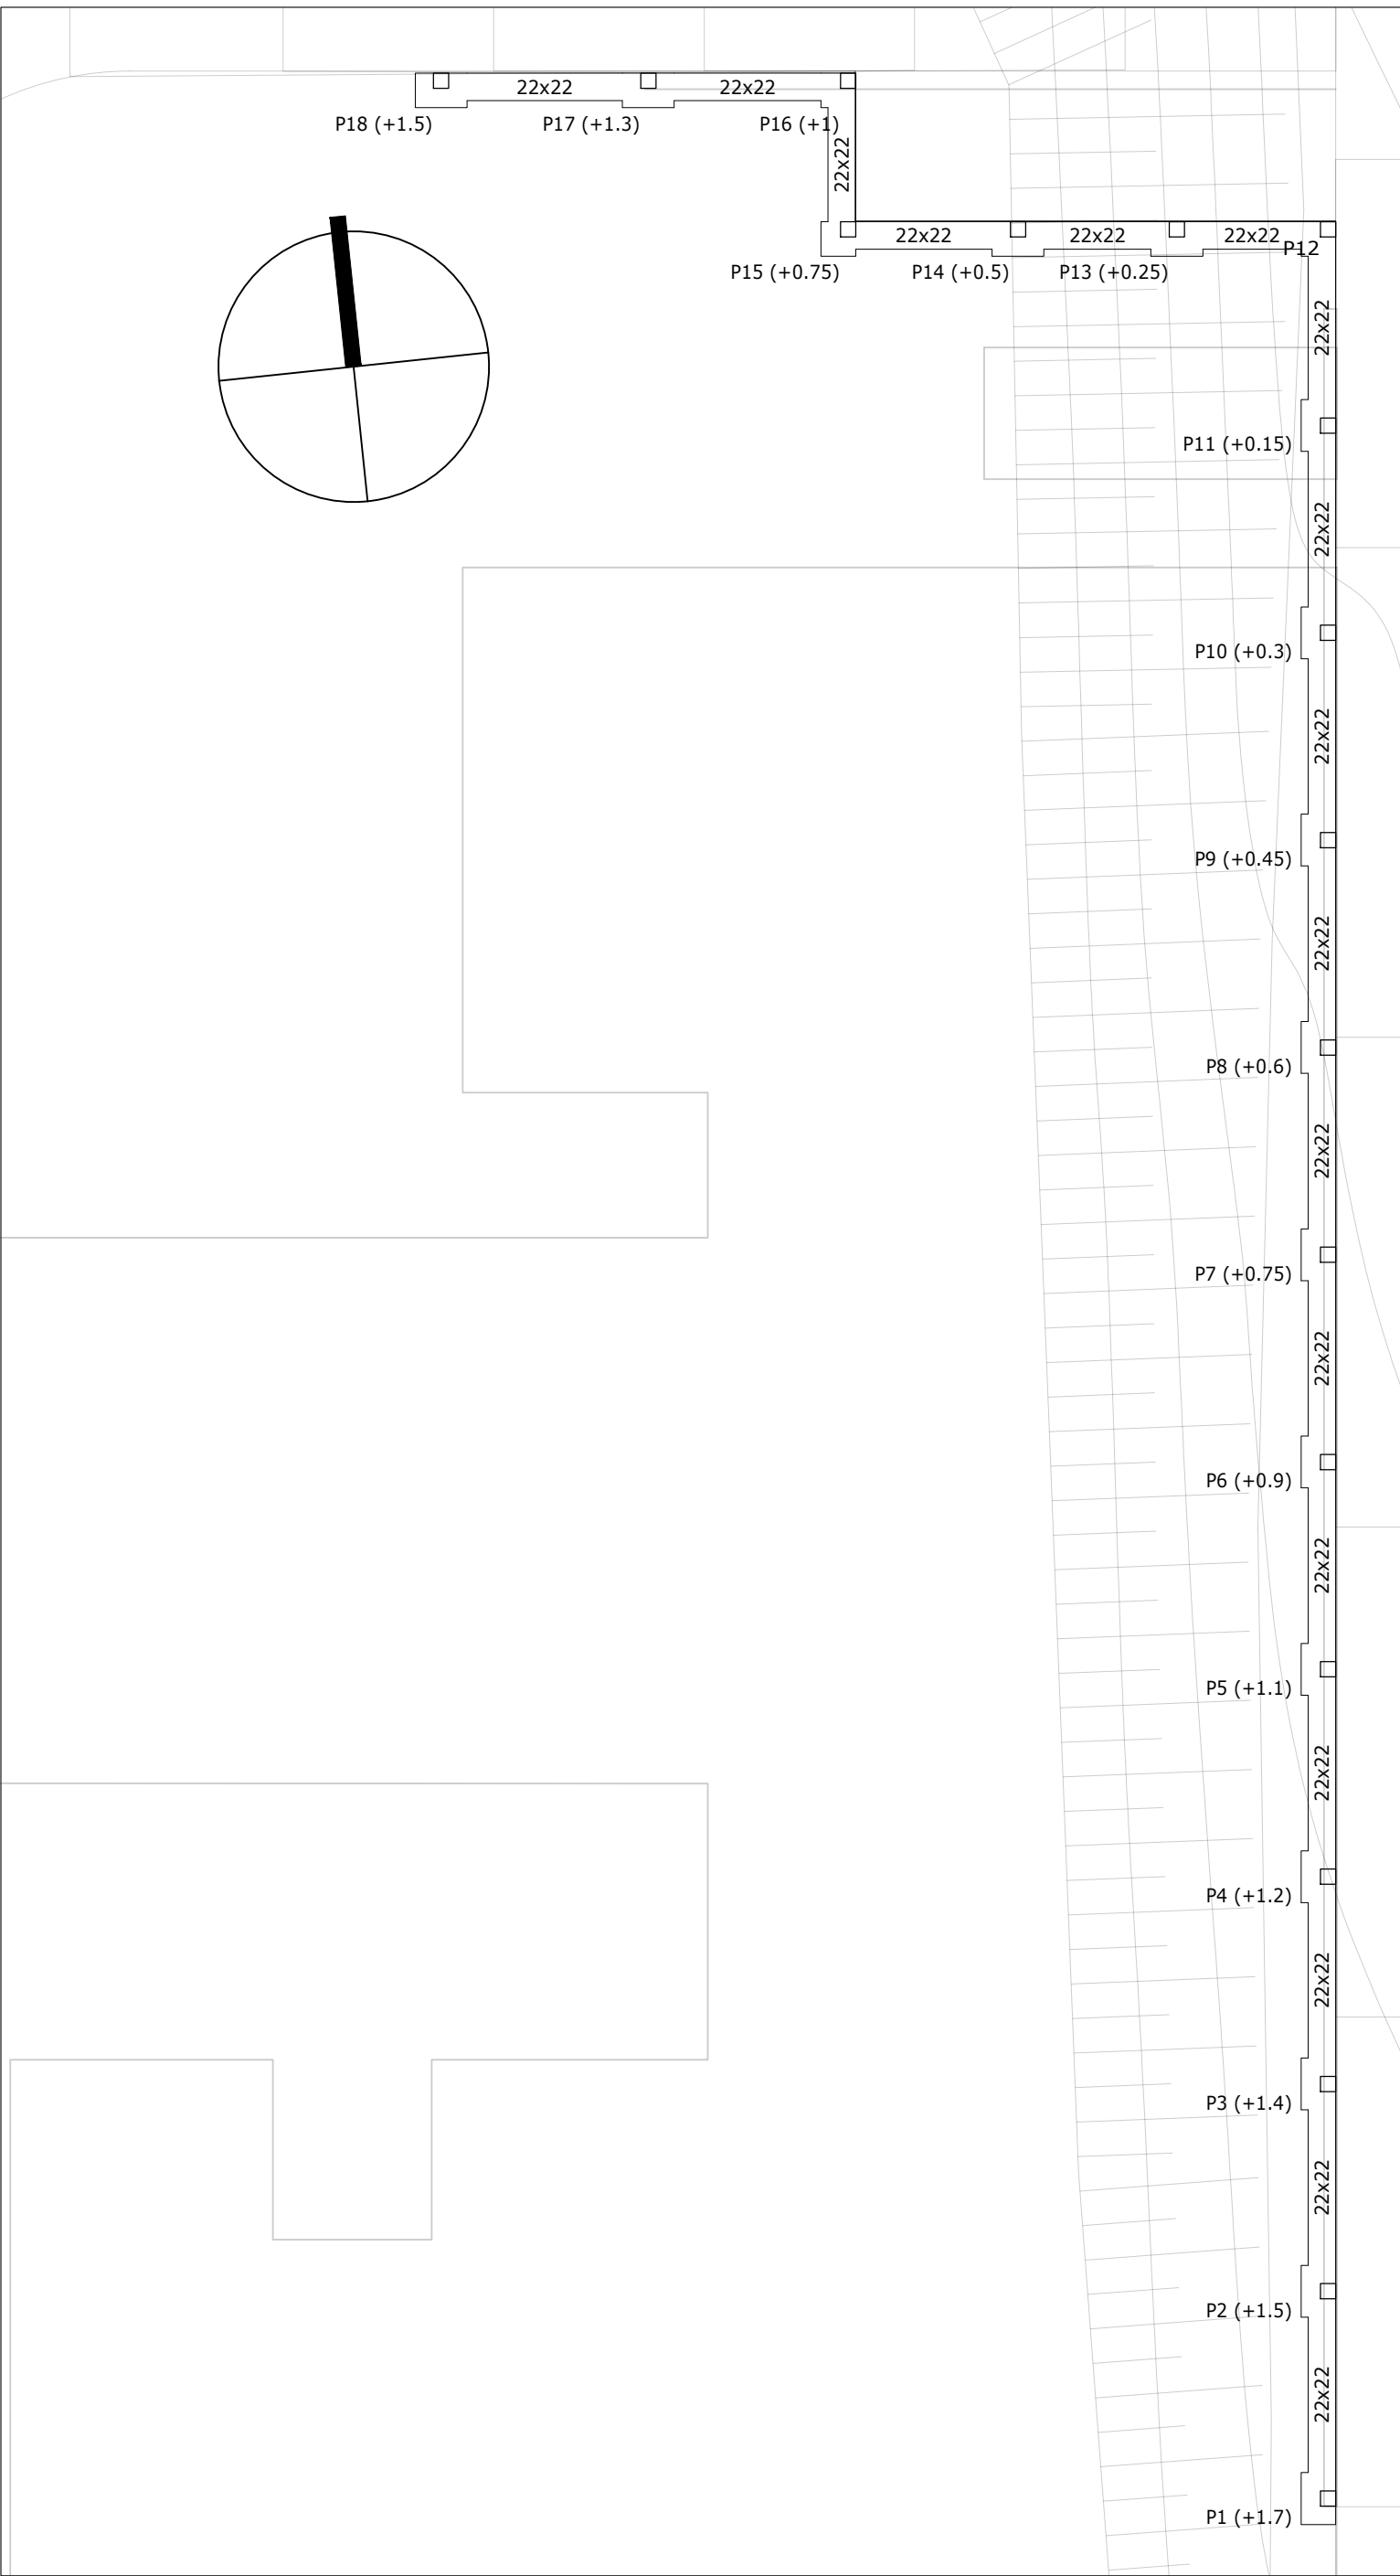 22x22 22x22
P18 (+1.5) P17 (+1.3) P16 (+1)
22x22
22x22 22x22 22x22 P12
P15 (+0.75) P14 (+0.5) P13 (+0.25)
22x22
P11 (+0.15)
22x22
P10 (+0.3)
22x22
P9 (+0.45)
22x22
P8 (+0.6)
22x22
P7 (+0.75)
22x22
P6 (+0.9)
22x22
P5 (+1.1)
22x22
P4 (+1.2)
22x22
P3 (+1.4)
22x22
P2 (+1.5)
22x22
P1 (+1.7)